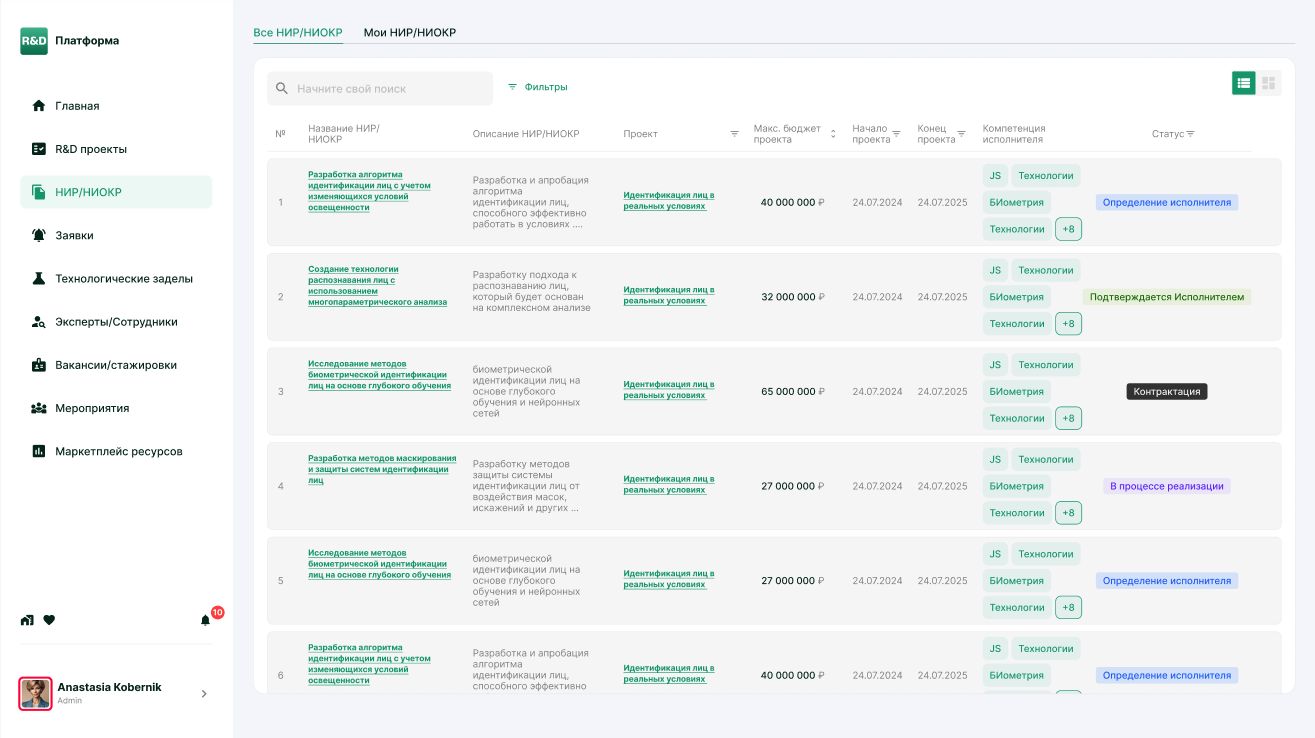 R&D
Платформа
Главная
R&D проекты
НИР/НИОКР
Заявки
Технологические заделы
Эксперты/Сотрудники
Вакансии/стажировки
Мероприятия
Маркетплейс ресурсов
10
Anastasia Kobernik
Admin
Все НИР/НИОКР
Мои НИР/НИОКР
Начните свой поиск
Фильтры
№
Название НИР/
НИОКР
Описание НИР/НИОКР
Проект
Макс. бюджет
проекта
Начало
проекта
Конец
проекта
Компетенция
исполнителя
Статус
1
Разработка алгоритма
идентификации лиц с учетом
изменяющихся условий
освещенности
Разработка и апробация
алгоритма
идентификации лиц,
способного эффективно
работать в условиях ....
Идентификация лиц в
реальных условиях
40 000 000 ₽
24.07.2024
24.07.2025
JS
Технологии
БИометрия
Технологии
+8
Определение исполнителя
2
Создание технологии
распознавания лиц с
использованием
многопараметрического анализа
Разработку подхода к
распознаванию лиц,
который будет основан
на комплексном анализе
Идентификация лиц в
реальных условиях
32 000 000 ₽
24.07.2024
24.07.2025
JS
Технологии
БИометрия
Технологии
+8
Подтверждается Исполнителем
3
Исследование методов
биометрической идентификации
лиц на основе глубокого обучения
биометрической
идентификации лиц на
основе глубокого
обучения и нейронных
сетей
Идентификация лиц в
реальных условиях
65 000 000 ₽
24.07.2024
24.07.2025
JS
Технологии
БИометрия
Технологии
+8
Контрактация
4
Разработка методов маскирования
и защиты систем идентификации
лиц
Разработку методов
защиты системы
идентификации лиц от
воздействия масок,
искажений и других ...
Идентификация лиц в
реальных условиях
27 000 000 ₽
24.07.2024
24.07.2025
JS
Технологии
БИометрия
Технологии
+8
В процессе реализации
5
Исследование методов
биометрической идентификации
лиц на основе глубокого обучения
биометрической
идентификации лиц на
основе глубокого
обучения и нейронных
сетей
Идентификация лиц в
реальных условиях
27 000 000 ₽
24.07.2024
24.07.2025
JS
Технологии
БИометрия
Технологии
+8
Определение исполнителя
6
Разработка алгоритма
идентификации лиц с учетом
изменяющихся условий
освещенности
Разработка и апробация
алгоритма
идентификации лиц,
способного эффективно
Идентификация лиц в
реальных условиях
40 000 000 ₽
24.07.2024
24.07.2025
JS
Технологии
БИометрия
Определение исполнителя